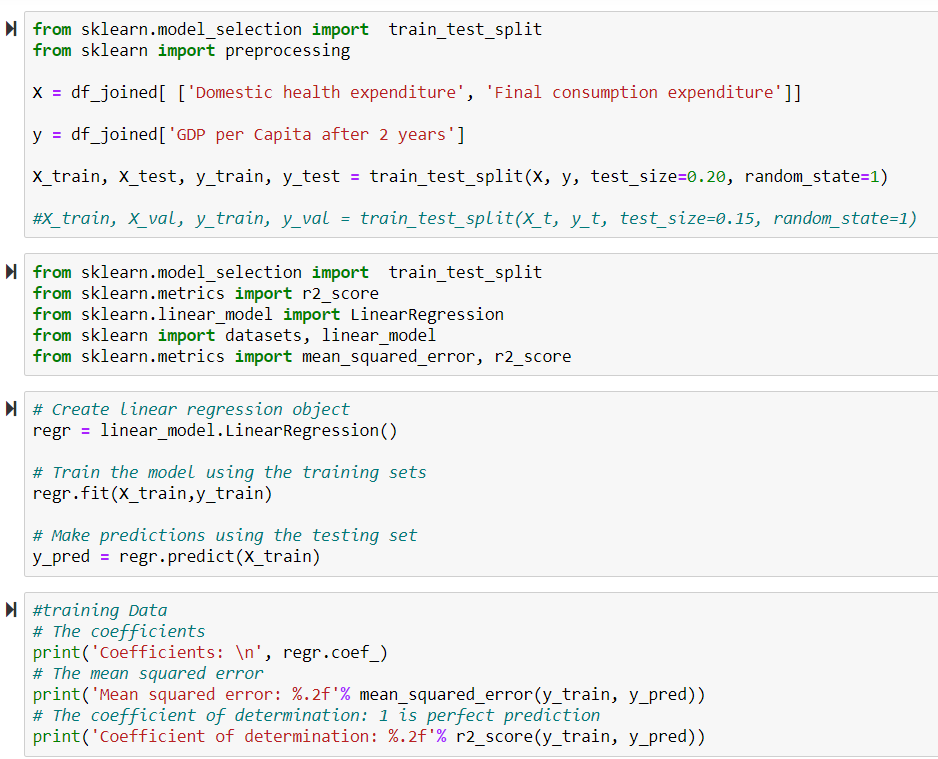 from sklearn.model_selection import  train_test_split
from sklearn import preprocessing
X = df_joined[ ['Domestic health expenditure', 'Final consumption expenditure']]
y = df_joined['GDP per Capita after 2 years']
X_train, X_test, y_train, y_test = train_test_split(X, y, test_size=0.20, random_state=1)
#X_train, X_val, y_train, y_val = train_test_split(X_t, y_t, test_size=0.15, random_state=1)
from sklearn.model_selection import  train_test_split
from sklearn.metrics import r2_score
from sklearn.linear_model import LinearRegression
from sklearn import datasets, linear_model
from sklearn.metrics import mean_squared_error, r2_score
# Create linear regression object
regr = linear_model.LinearRegression()
# Train the model using the training sets
regr.fit(X_train,y_train)
# Make predictions using the testing set
y_pred = regr.predict(X_train)
#training Data
# The coefficients
print('Coefficients: \n', regr.coef_)
# The mean squared error
print('Mean squared error: %.2f'% mean_squared_error(y_train, y_pred))
# The coefficient of determination: 1 is perfect prediction
print('Coefficient of determination: %.2f'% r2_score(y_train, y_pred))